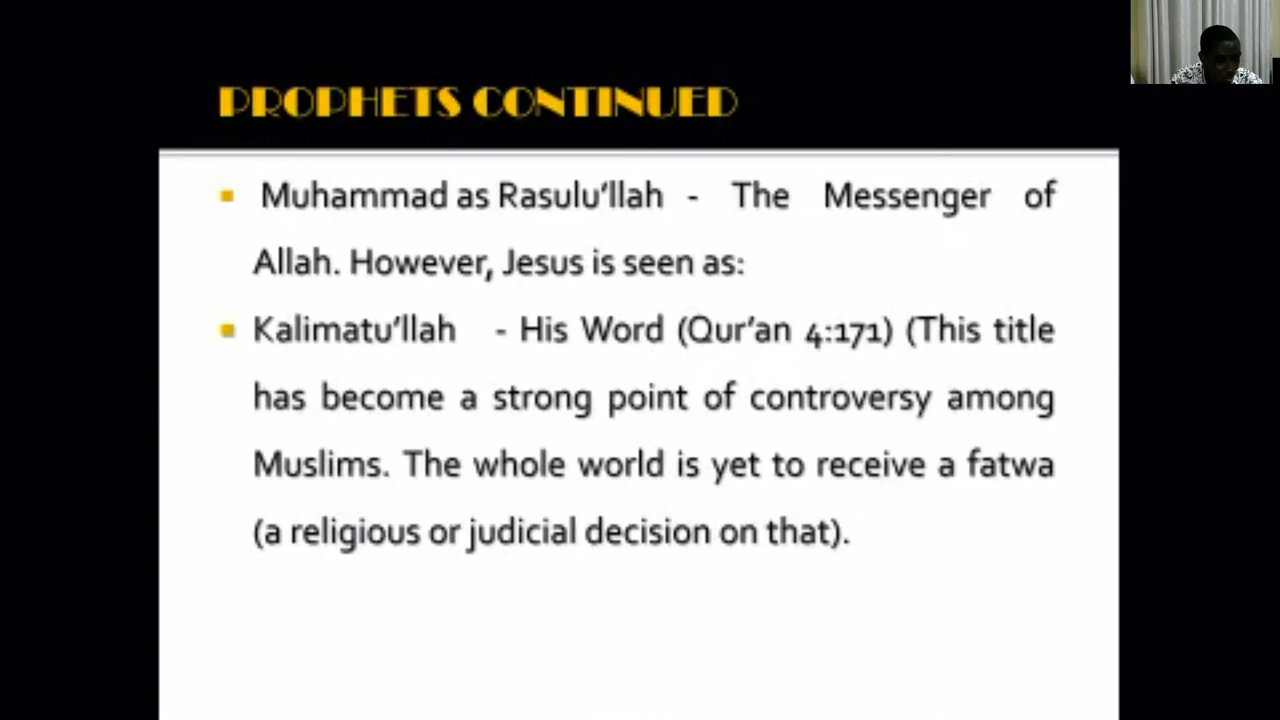 PROPHETS CONTINUED
Muhammad as Rasulu'llah - The Messenger of
Allah. However, Jesus is seen as:
Kalimatu'llah - His Word (Qur'an 4:171) (This title
has become a strong point of controversy among
Muslims. The whole world is yet to receive a fatwa
(a religious or judicial decision on that).